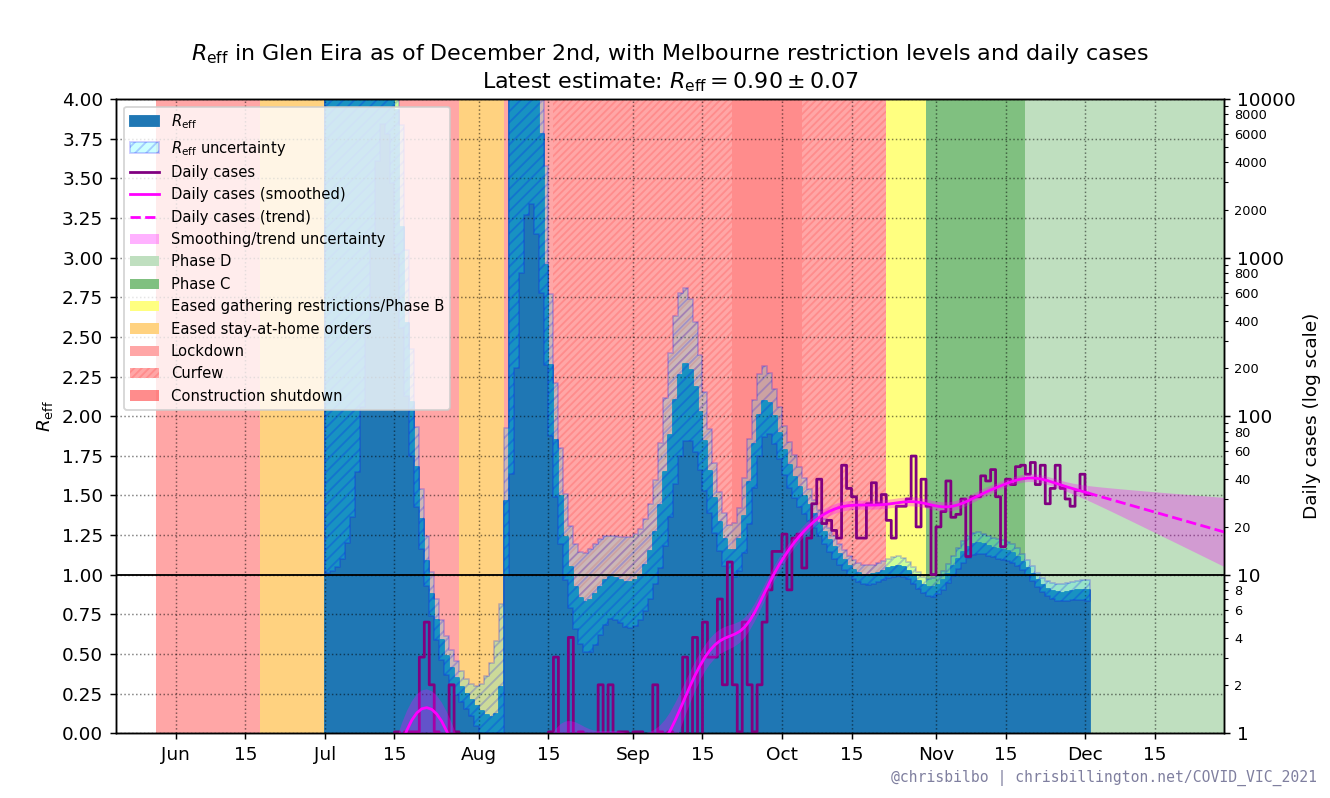 Reff in Glen Eira as of December 2nd, with Melbourne restriction levels and daily cases
Latest estimate: Reff = 0.90 ± 0.07
Reff
4.00
3.75
3.50
3.25
3.00
2.75
2.50
2.25
2.00
1.75
1.50
1.25
1.00
0.75
0.50
0.25
0.00
Reff
Reff uncertainty
Daily cases
Daily cases (smoothed)
Daily cases (trend)
Smoothing/trend uncertainty
Phase D
Phase C
Eased gathering restrictions/Phase B
Eased stay-at-home orders
Lockdown
Curfew
Construction shutdown
10000
8000
6000
4000
2000
1000
800
600
400
200
100
80
60
40
20
10
8
6
4
2
1
Daily cases (log scale)
Jun 15 Jul 15 Aug 15 Sep 15 Oct 15 Nov 15 Dec 15
@chrisbilbo | chrisbillington.net/COVID_VIC_2021